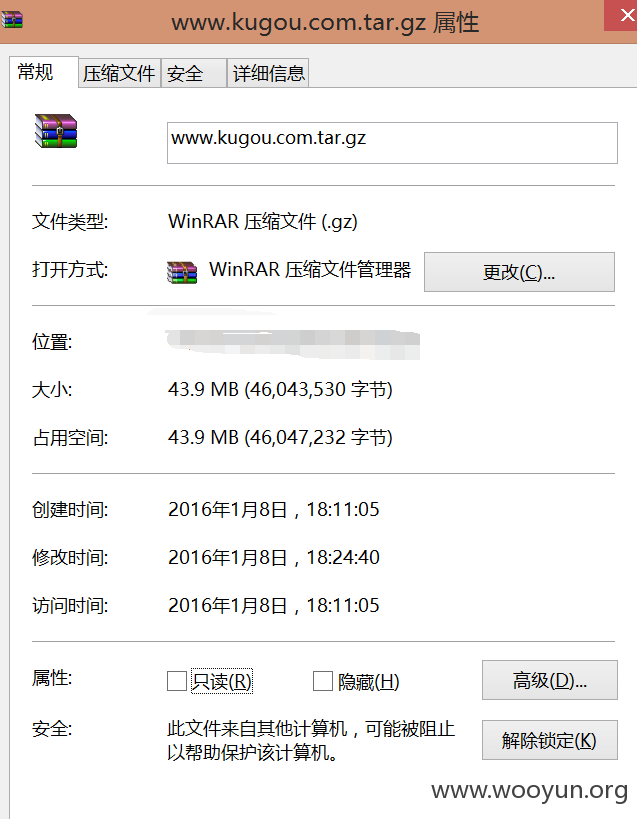 www.kugou.com.tar.gz 属性
常规 压缩文件 安全 详细信息
www.kugou.com.tar.gz
文件类型: WinRAR 压缩文件 (.gz)
打开方式: WinRAR 压缩文件管理器 更改(C)...
位置:
大小: 43.9 MB (46,043,530 字节)
占用空间: 43.9 MB (46,047,232 字节)
创建时间: 2016年1月8日，18:11:05
修改时间: 2016年1月8日，18:24:40
访问时间: 2016年1月8日，18:11:05
属性: 只读(R) 隐藏(H) 高级(D)...
安全: 此文件来自其他计算机，可能被阻止
以帮助保护该计算机。 解除锁定(K)
www.wooyun.org